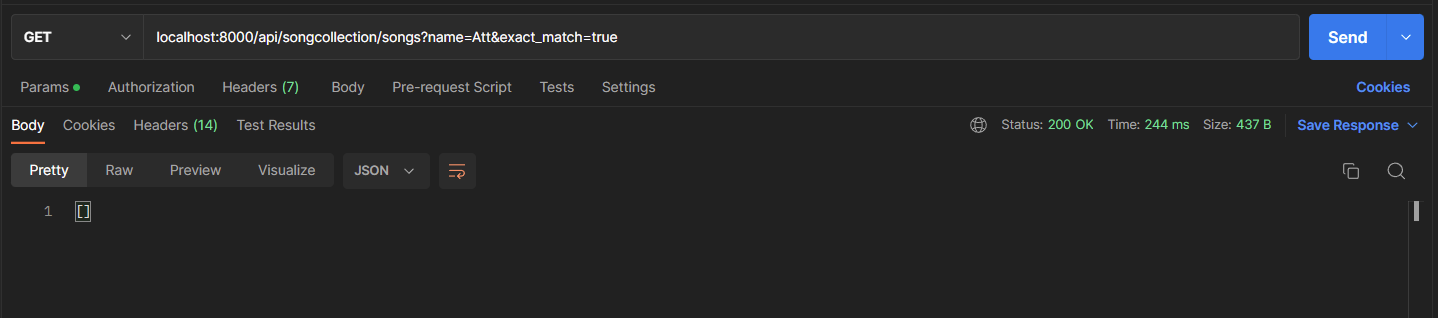 GET localhost:8000/api/songcollection/songs?name=Att&exact_match=true Send
Params Authorization Headers (7) Body Pre-request Script Tests Settings Cookies
Body Cookies Headers (14) Test Results Status: 200 OK Time: 244 ms Size: 437 B Save Response
Pretty Raw Preview Visualize JSON
1 []